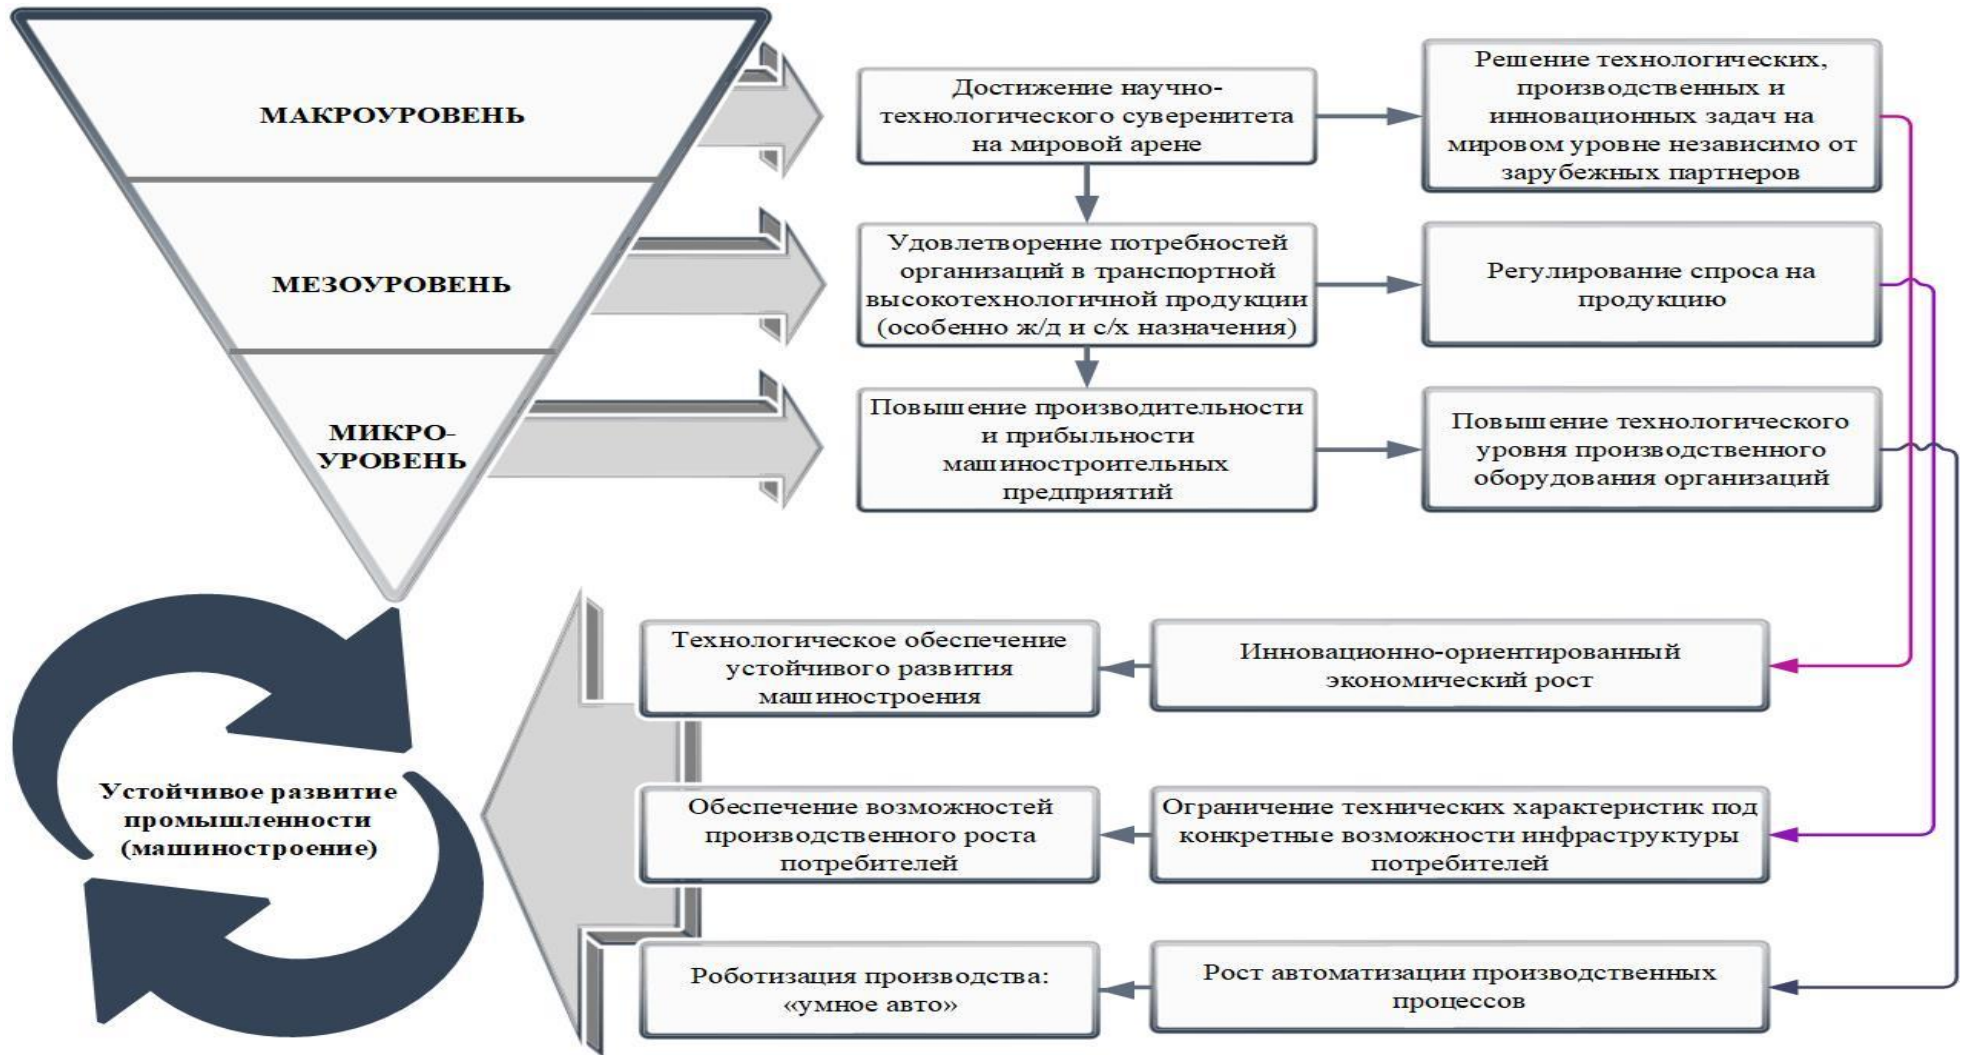 МАКРОУРОВЕНЬ
Достижение научно-
технологического суверенитета
на мировой арене
Решение технологических,
производственных и
инновационных задач на
мировом уровне независимо от
зарубежных партнеров
МЕЗОУРОВЕНЬ
Удовлетворение потребностей
организаций в транспортной
высокотехнологичной продукции
(особенно ж/д и с/х назначения)
Регулирование спроса на
продукцию
МИКРО-
УРОВЕНЬ
Повышение производительности
и прибыльности
машиностроительных
предприятий
Повышение технологического
уровня производственного
оборудования организаций
Технологическое обеспечение
устойчивого развития
машиностроения
Инновационно-ориентированный
экономический рост
Устойчивое развитие
промышленности
(машиностроение)
Обеспечение возможностей
производственного роста
потребителей
Ограничение технических характеристик под
конкретные возможности инфраструктуры
потребителей
Роботизация производства:
«умное авто»
Рост автоматизации производственных
процессов